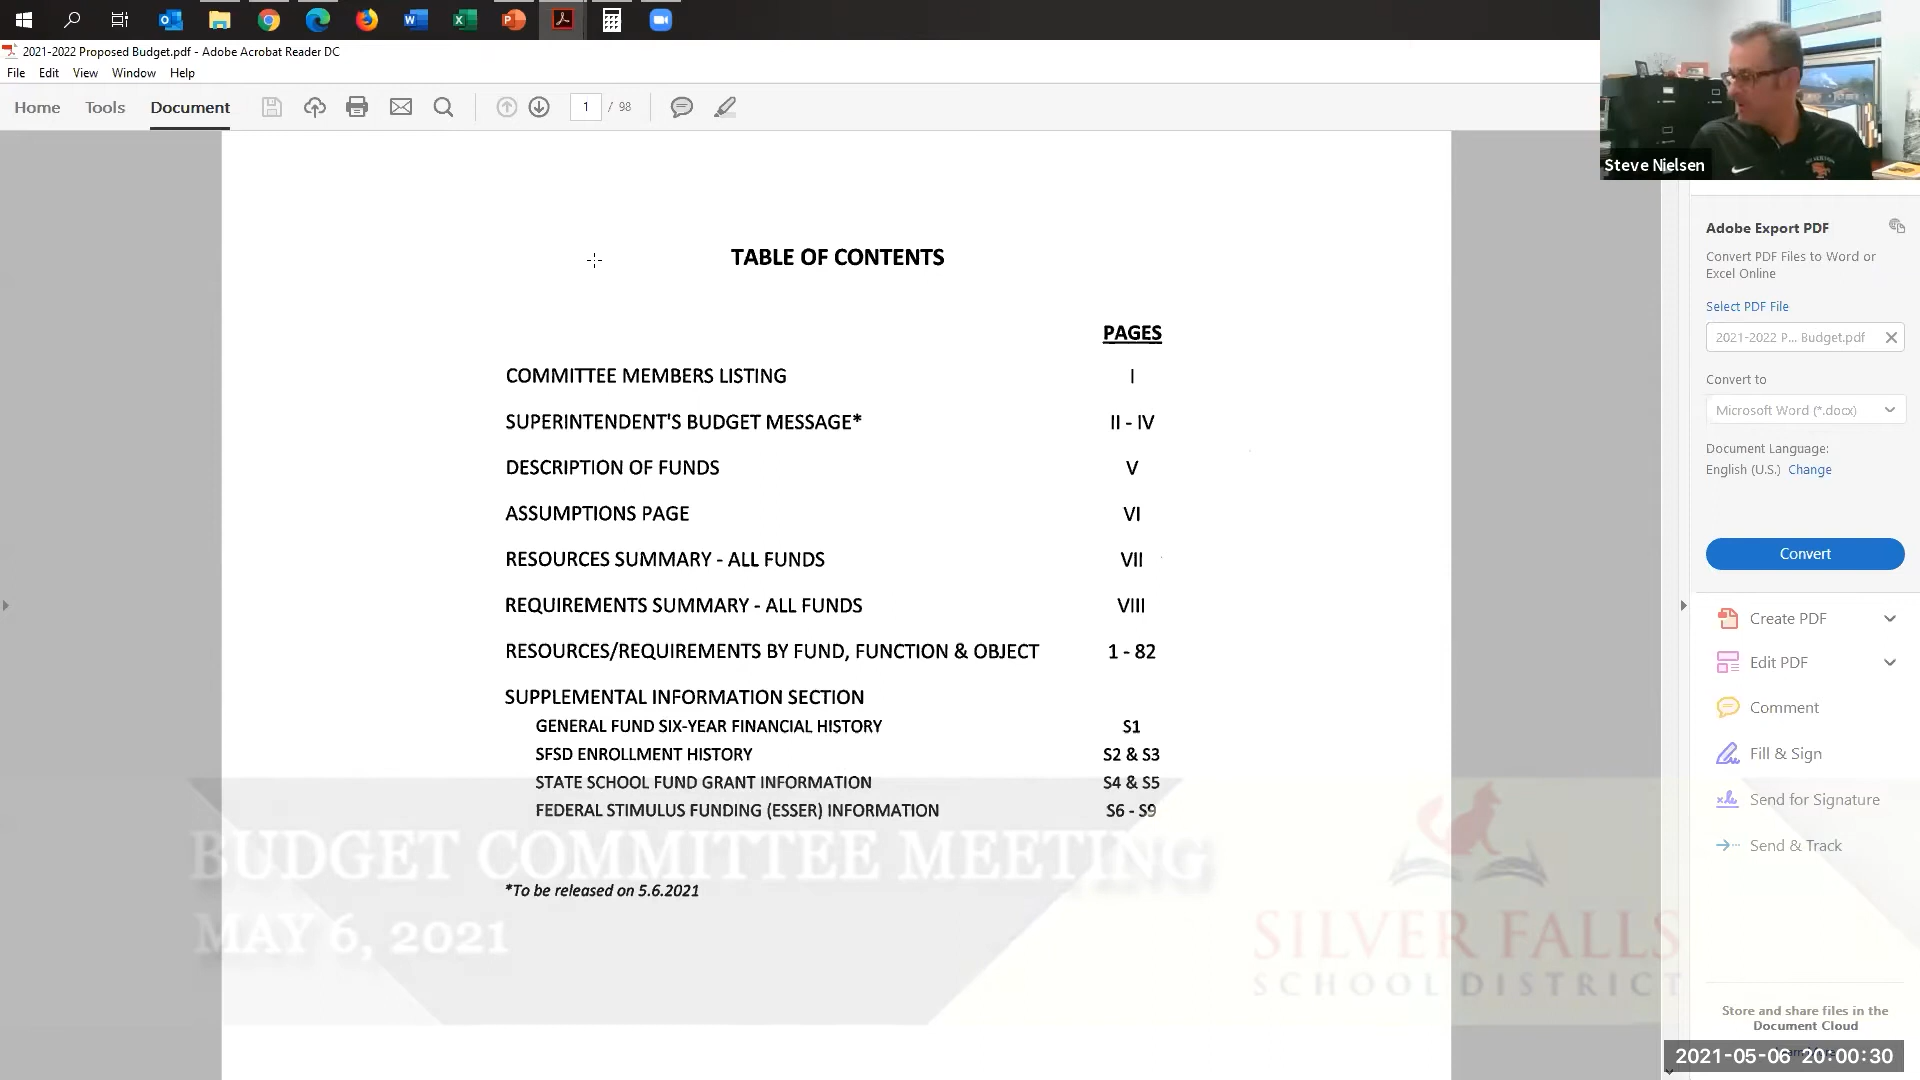 2021-2022 Proposed Budget.pdf - Adobe Acrobat Reader DC
File Edit View Window Help
Home Tools Document 1 / 98
Steve Nielsen
TABLE OF CONTENTS
PAGES
COMMITTEE MEMBERS LISTING I
SUPERINTENDENT'S BUDGET MESSAGE* II - IV
DESCRIPTION OF FUNDS V
ASSUMPTIONS PAGE VI
RESOURCES SUMMARY - ALL FUNDS VII
REQUIREMENTS SUMMARY - ALL FUNDS VIII
RESOURCES/REQUIREMENTS BY FUND, FUNCTION & OBJECT 1 - 82
SUPPLEMENTAL INFORMATION SECTION
GENERAL FUND SIX-YEAR FINANCIAL HISTORY S1
SFSD ENROLLMENT HISTORY S2 & S3
STATE SCHOOL FUND GRANT INFORMATION S4 & S5
FEDERAL STIMULUS FUNDING (ESSER) INFORMATION S6 - S9
*To be released on 5.6.2021
BUDGET COMMITTEE MEETING
MAY 6, 2021
SILVER FALLS
SCHOOL DISTRICT
Adobe Export PDF
Convert PDF Files to Word or
Excel Online
Select PDF File
2021-2022 P... Budget.pdf
Convert to
Microsoft Word (*.docx)
Document Language:
English (U.S.) Change
Convert
Create PDF
Edit PDF
Comment
Fill & Sign
Send for Signature
Send & Track
Store and share files in the
Document Cloud
2021-05-06 20:00:30